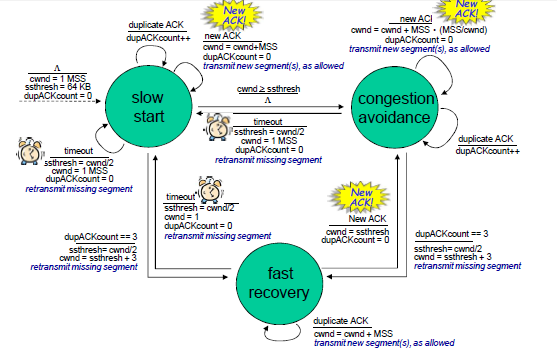 New
ACK!
duplicate ACK
dupACKcount++
new ACK
cwnd = cwnd+MSS
dupACKcount = 0
transmit new segment(s), as allowed
Λ
cwnd = 1 MSS
ssthresh = 64 KB
dupACKcount = 0
slow
start
timeout
ssthresh = cwnd/2
cwnd = 1 MSS
dupACKcount = 0
retransmit missing segment
cwnd ≥ ssthresh
Λ
timeout
ssthresh = cwnd/2
cwnd = 1 MSS
dupACKcount = 0
retransmit missing segment
New
ACK!
new ACI
cwnd = cwnd + MSS • (MSS/cwnd)
dupACKcount = 0
transmit new segment(s), as allowed
congestion
avoidance
duplicate ACK
dupACKcount++
timeout
ssthresh = cwnd/2
cwnd = 1
dupACKcount = 0
retransmit missing segment
New
ACK!
New ACK
cwnd = ssthresh
dupACKcount = 0
dupACKcount == 3
ssthresh= cwnd/2
cwnd = ssthresh + 3
retransmit missing segment
dupACKcount == 3
ssthresh= cwnd/2
cwnd = ssthresh + 3
retransmit missing segment
fast
recovery
duplicate ACK
cwnd = cwnd + MSS
transmit new segment(s), as allowed